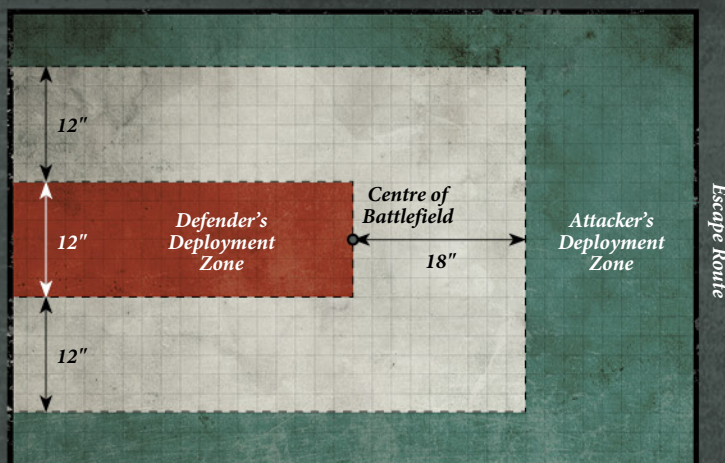 12"
Centre of
Battlefield
Defender's
Deployment
Zone
12"
18"
Attacker's
Deployment
Zone
Escape Route
12"